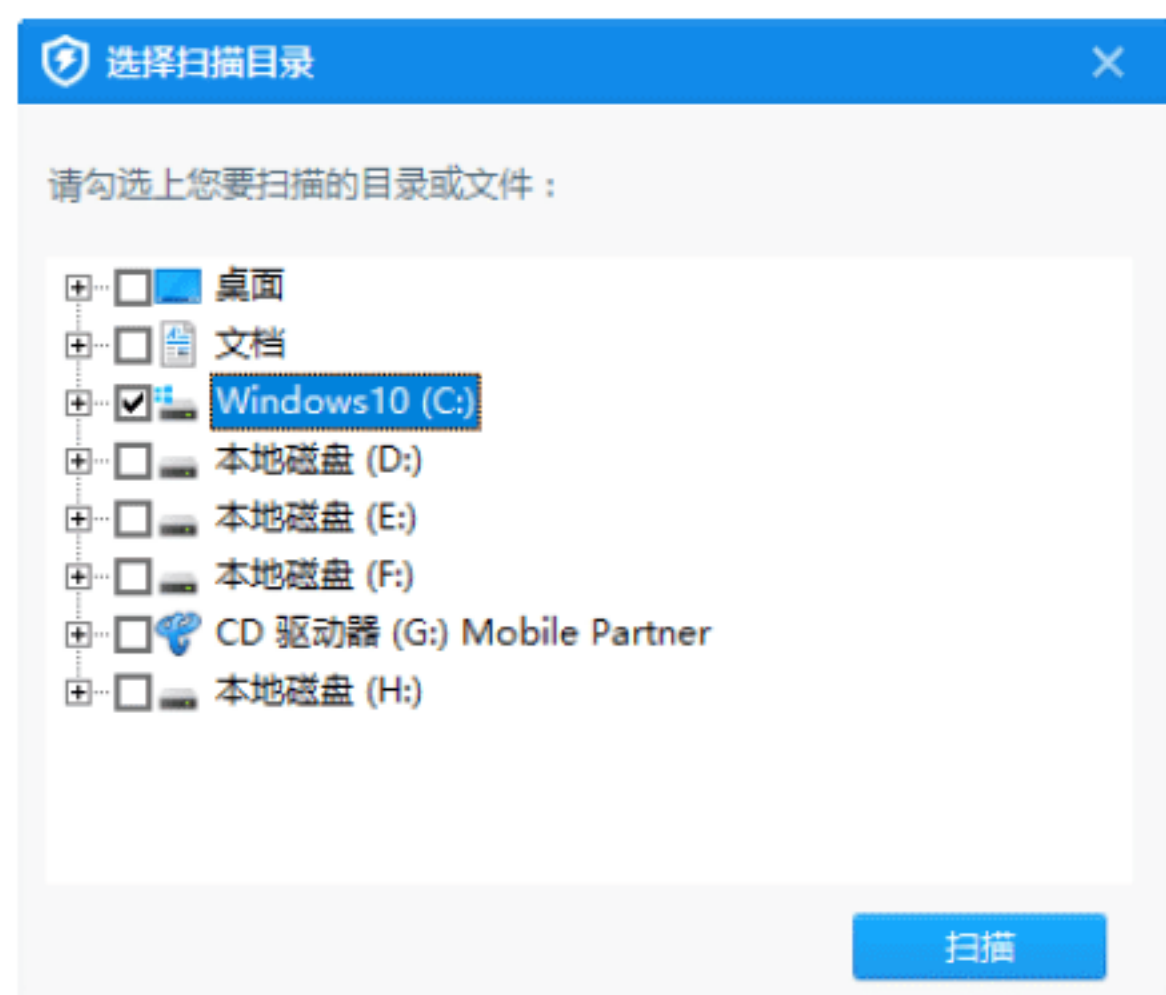 选择扫描目录
请勾选上您要扫描的目录或文件：
桌面
文档
Windows10 (C:)
本地磁盘 (D:)
本地磁盘 (E:)
本地磁盘 (F:)
CD 驱动器 (G:) Mobile Partner
本地磁盘 (H:)
扫描